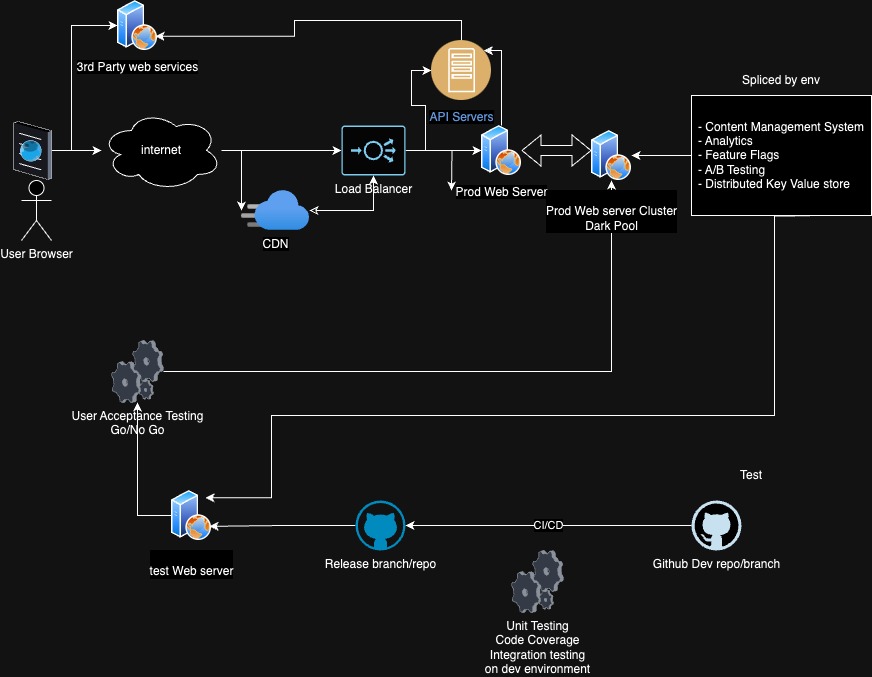 3rd Party web services
API Servers
Spliced by env
- Content Management System
- Analytics
- Feature Flags
- A/B Testing
- Distributed Key Value store
internet
Load Balancer
Prod Web Server
Prod Web server Cluster
Dark Pool
CDN
User Browser
User Acceptance Testing
Go/No Go
Test
CI/CD
test Web server
Release branch/repo
Github Dev repo/branch
Unit Testing
Code Coverage
Integration testing
on dev environment